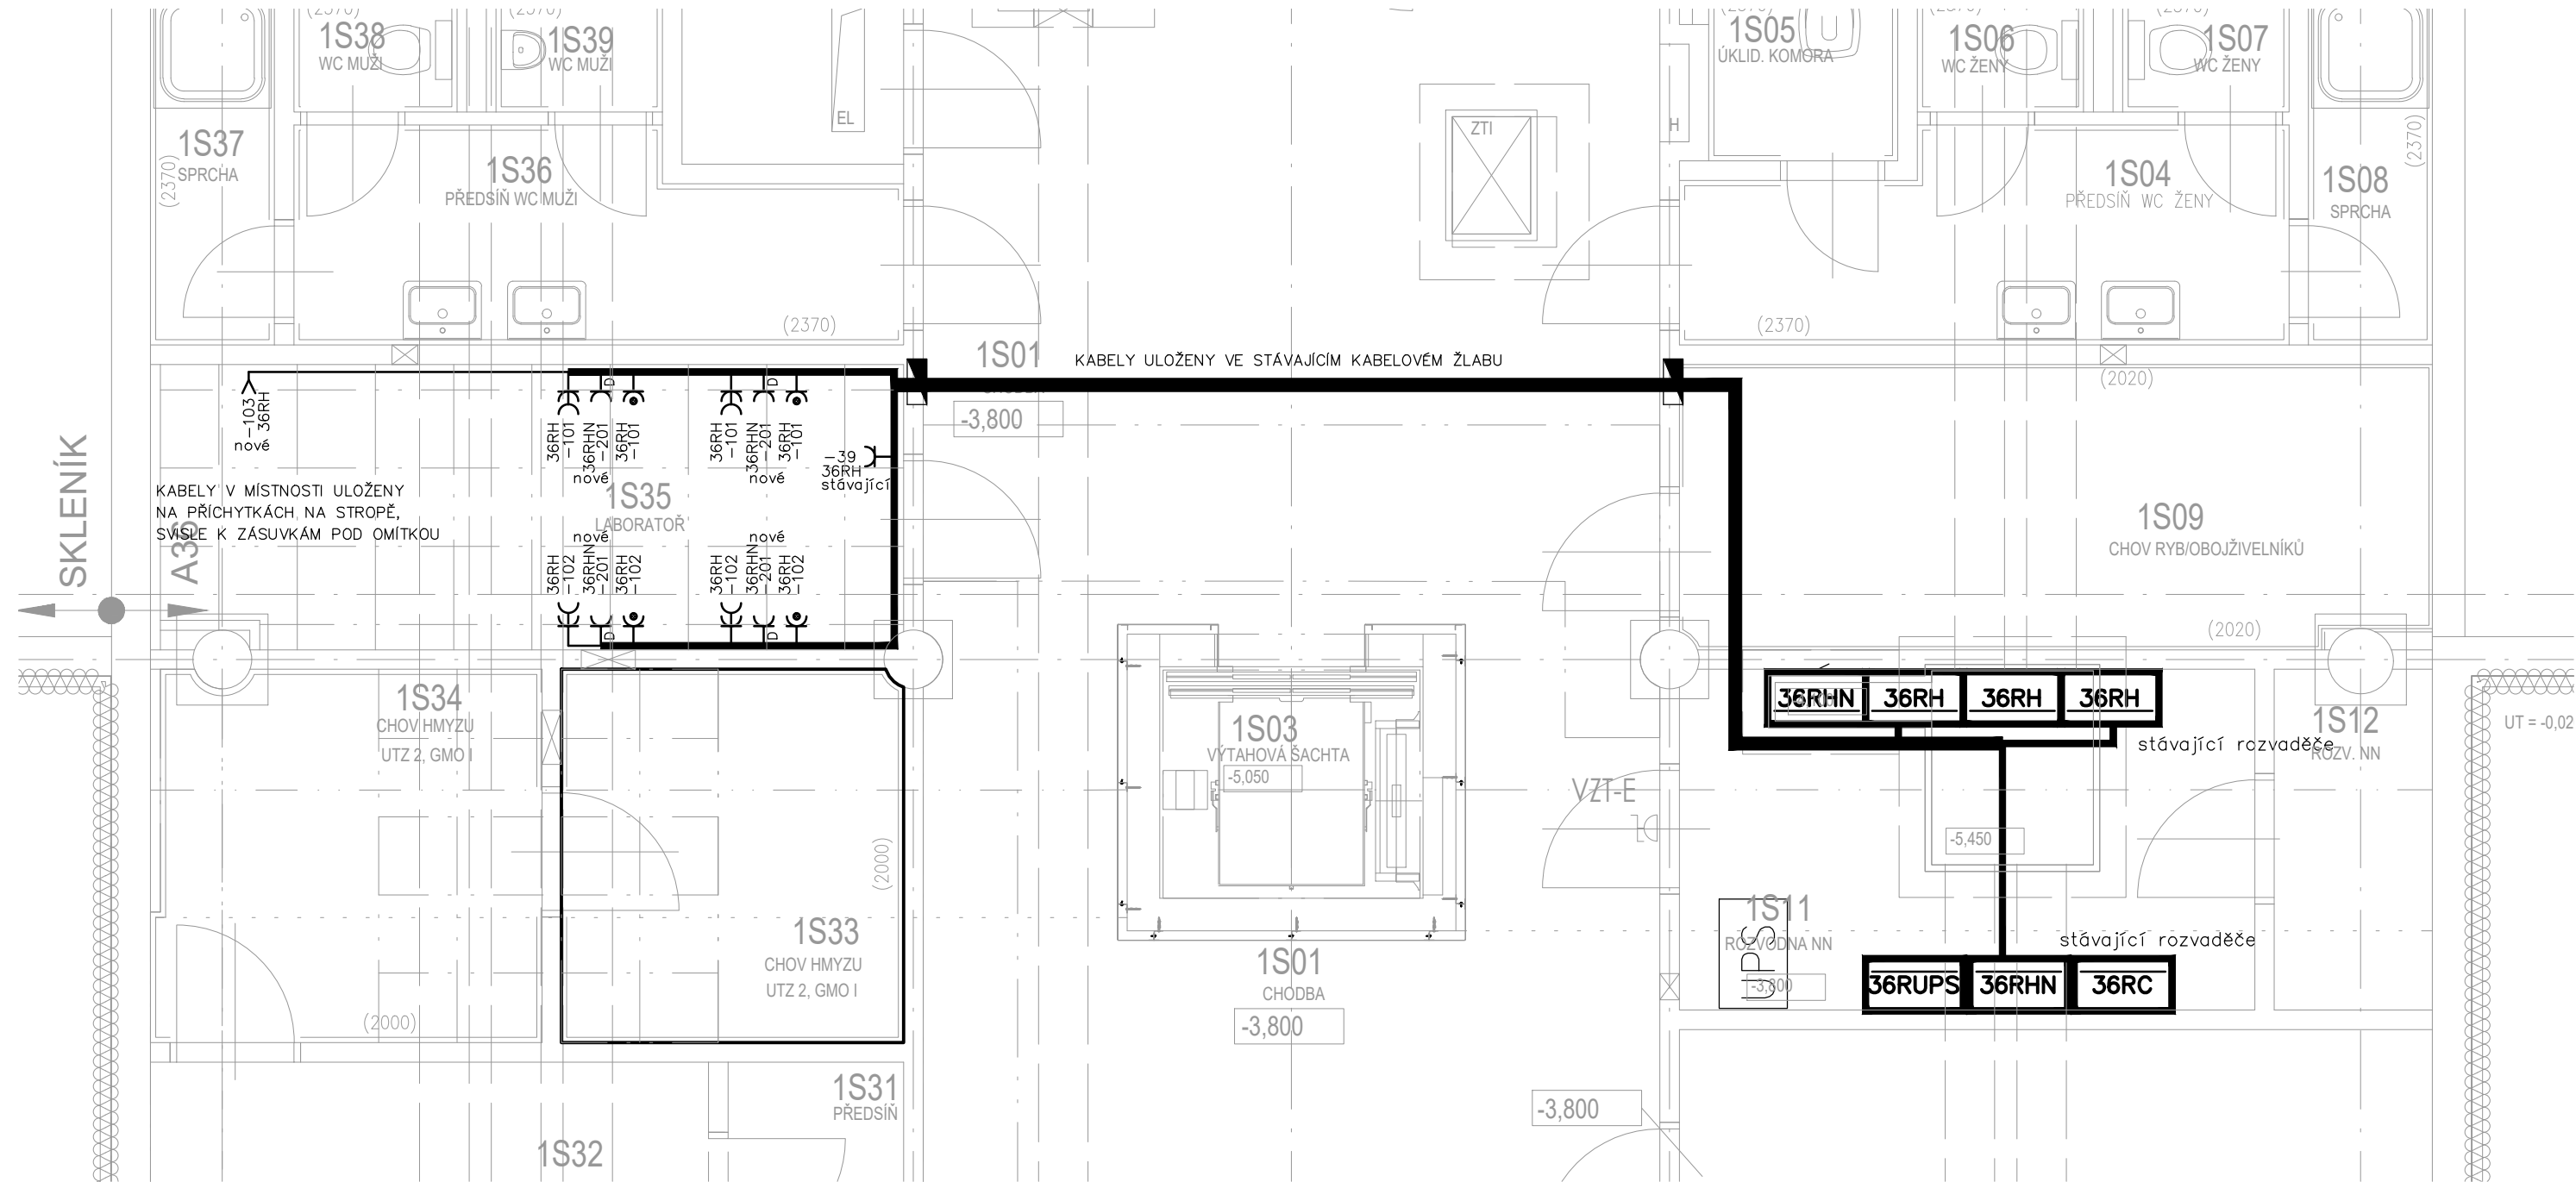 (2370)
1S38
WC MUŽI
(2370)
1S39
WC MUŽI
EL
1S37
SPRCHA
(2370)
1S36
PŘEDSÍŇ WC MUŽI
(2370)
ZTI
H
(2370)
1S05
ÚKLID. KOMORA
(2370)
1S06
WC ŽENY
(2370)
1S07
WC ŽENY
1S04
PŘEDSÍŇ WC ŽENY
(2370)
1S08
SPRCHA
(2370)
1S01
KABELY ULOŽENY VE STÁVAJÍCÍM KABELOVÉM ŽLABU
-3,800
(2020)
-103
36RH
nové
D
D
36RH
-101
36RHN
-201
nové
36RH
-101
36RH
-101
36RHN
-201
nové
36RH
-101
-39
36RH
stávající
SKLENÍK
A36
KABELY V MÍSTNOSTI ULOŽENY
NA PŘÍCHYTKÁCH NA STROPĚ,
SVISLE K ZÁSUVKÁM POD OMÍTKOU
1S35
LABORATOŘ
nové
36RH
-102
36RHN
-201
36RH
-102
nové
36RH
-102
36RHN
-201
36RH
-102
D
D
1S09
CHOV RYB/OBOJŽIVELNÍKŮ
(2020)
1S34
CHOV HMYZU
UTZ 2, GMO I
(2000)
1S33
CHOV HMYZU
UTZ 2, GMO I
(2000)
1S03
VÝTAHOVÁ ŠACHTA
-5,050
VZT-E
36RHN
36RH
36RH
36RH
stávající rozvaděče
1S12
ROZV. NN
UT = -0,02
-5,450
1S11
ROZVODNA NN
UPS
-3,800
stávající rozvaděče
36RUPS
36RHN
36RC
1S01
CHODBA
-3,800
1S31
PŘEDSÍŇ
1S32
-3,800